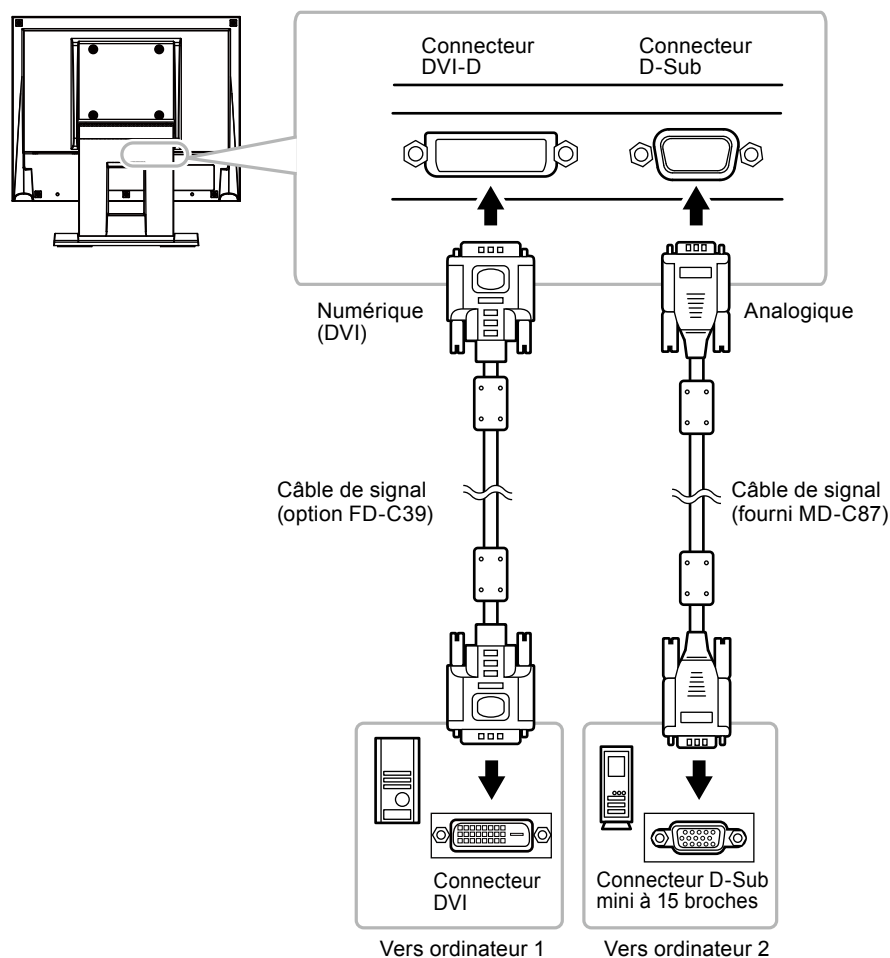 Connecteur
DVI-D
Connecteur
D-Sub
Numérique
(DVI)
Analogique
Câble de signal
(option FD-C39)
Câble de signal
(fourni MD-C87)
Connecteur
DVI
Connecteur D-Sub
mini à 15 broches
Vers ordinateur 1
Vers ordinateur 2